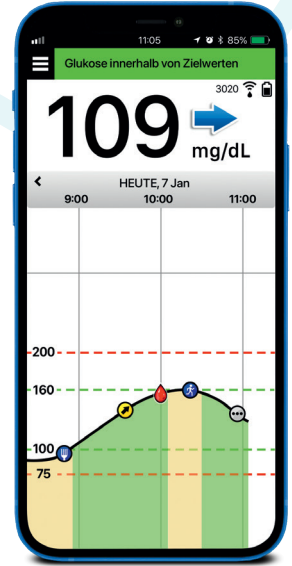 11:05 85%
Glukose innerhalb von Zielwerten
3020
109
mg/dL
HEUTE, 7 Jan
9:00 10:00 11:00
200
160
100
75